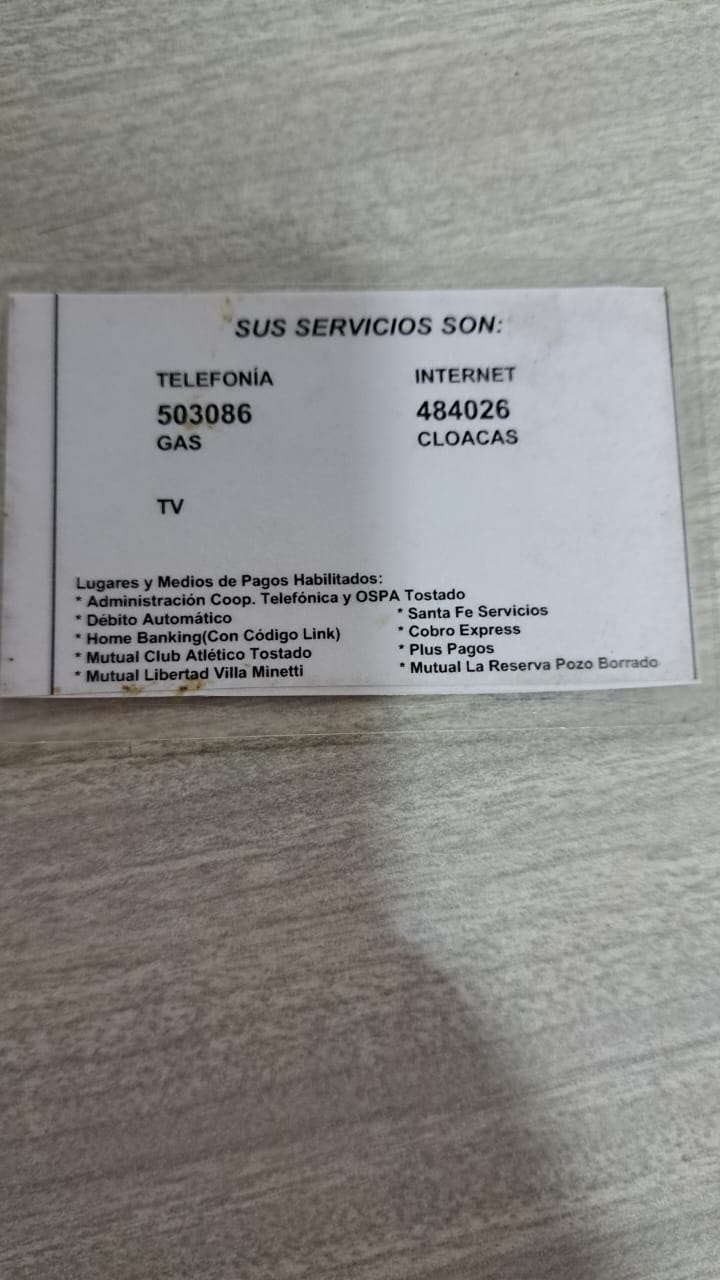 SUS SERVICIOS SON:
TELEFONÍA INTERNET
503086 484026
GAS CLOACAS
TV
Lugares y Medios de Pagos Habilitados:
* Administración Coop. Telefónica y OSPA Tostado
* Débito Automático * Santa Fe Servicios
* Home Banking(Con Código Link) * Cobro Express
* Mutual Club Atlético Tostado * Plus Pagos
* Mutual Libertad Villa Minetti * Mutual La Reserva Pozo Borrado